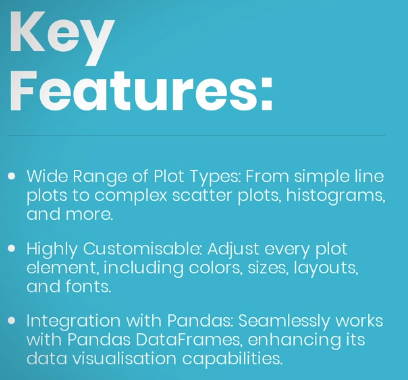 Key
Features:
• Wide Range of Plot Types: From simple line
plots to complex scatter plots, histograms,
and more.
• Highly Customisable: Adjust every plot
element, including colors, sizes, layouts,
and fonts.
• Integration with Pandas: Seamlessly works
with Pandas DataFrames, enhancing its
data visualisation capabilities.